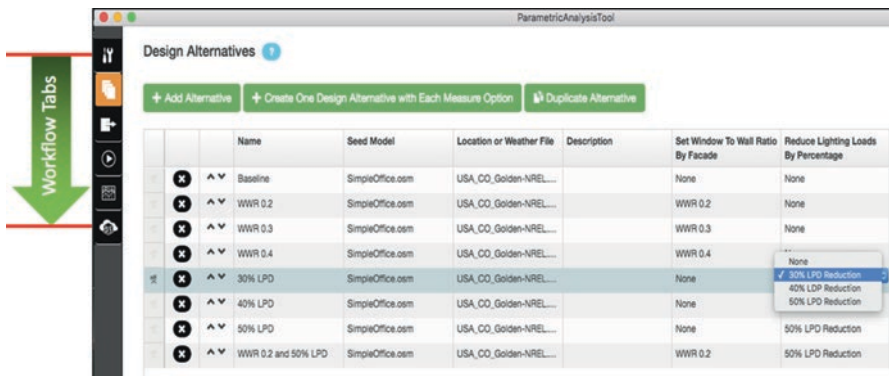 ParametricAnalysisTool
Workflow Tabs
Design Alternatives ?
+ Add Alternative + Create One Design Alternative with Each Measure Option Duplicate Alternative
Name Seed Model Location or Weather File Description Set Window To Wall Ratio By Facade Reduce Lighting Loads By Percentage
Baseline SimpleOffice.osm USA_CO_Golden-NREL.... None None
WWR 0.2 SimpleOffice.osm USA_CO_Golden-NREL.... WWR 0.2 None
WWR 0.3 SimpleOffice.osm USA_CO_Golden-NREL.... WWR 0.3 None
WWR 0.4 SimpleOffice.osm USA_CO_Golden-NREL.... WWR 0.4
30% LPD SimpleOffice.osm USA_CO_Golden-NREL.... None
40% LPD SimpleOffice.osm USA_CO_Golden-NREL.... None
50% LPD SimpleOffice.osm USA_CO_Golden-NREL.... None 50% LPD Reduction
WWR 0.2 and 50% LPD SimpleOffice.osm USA_CO_Golden-NREL.... WWR 0.2 50% LPD Reduction
None
✓ 30% LPD Reduction
40% LDP Reduction
50% LPD Reduction